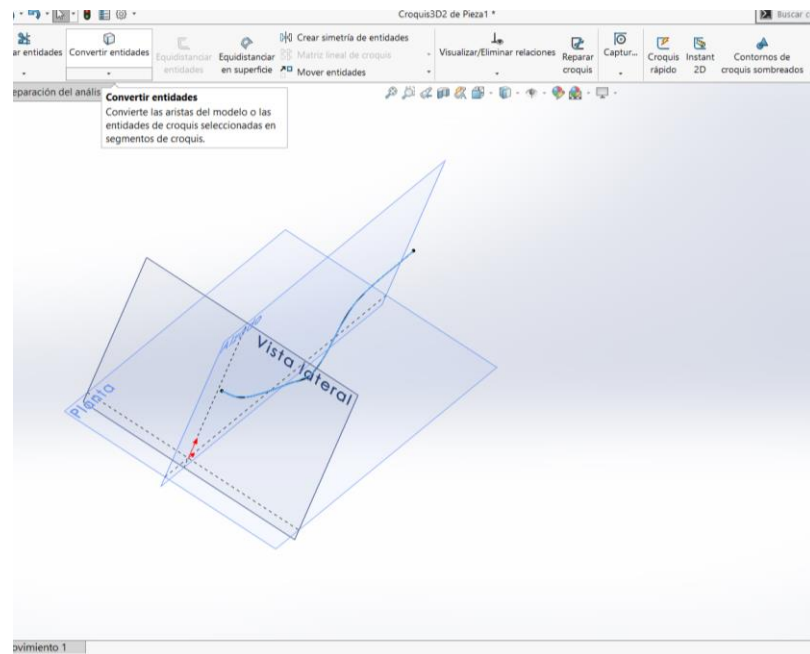 Croquis3D2 de Pieza1 *
Buscar c
ar entidades
Convertir entidades
Equidistanciar
entidades
Equidistanciar
en superficie
Crear simetría de entidades
Matriz lineal de croquis
Mover entidades
Visualizar/Eliminar relaciones
Reparar
croquis
Captur...
Croquis
rápido
Instant
2D
Contornos de
croquis sombreados
eparación del anális
Convertir entidades
Convierte las aristas del modelo o las
entidades de croquis seleccionadas en
segmentos de croquis.
Alzado
Vista lateral
Planta
ovimiento 1